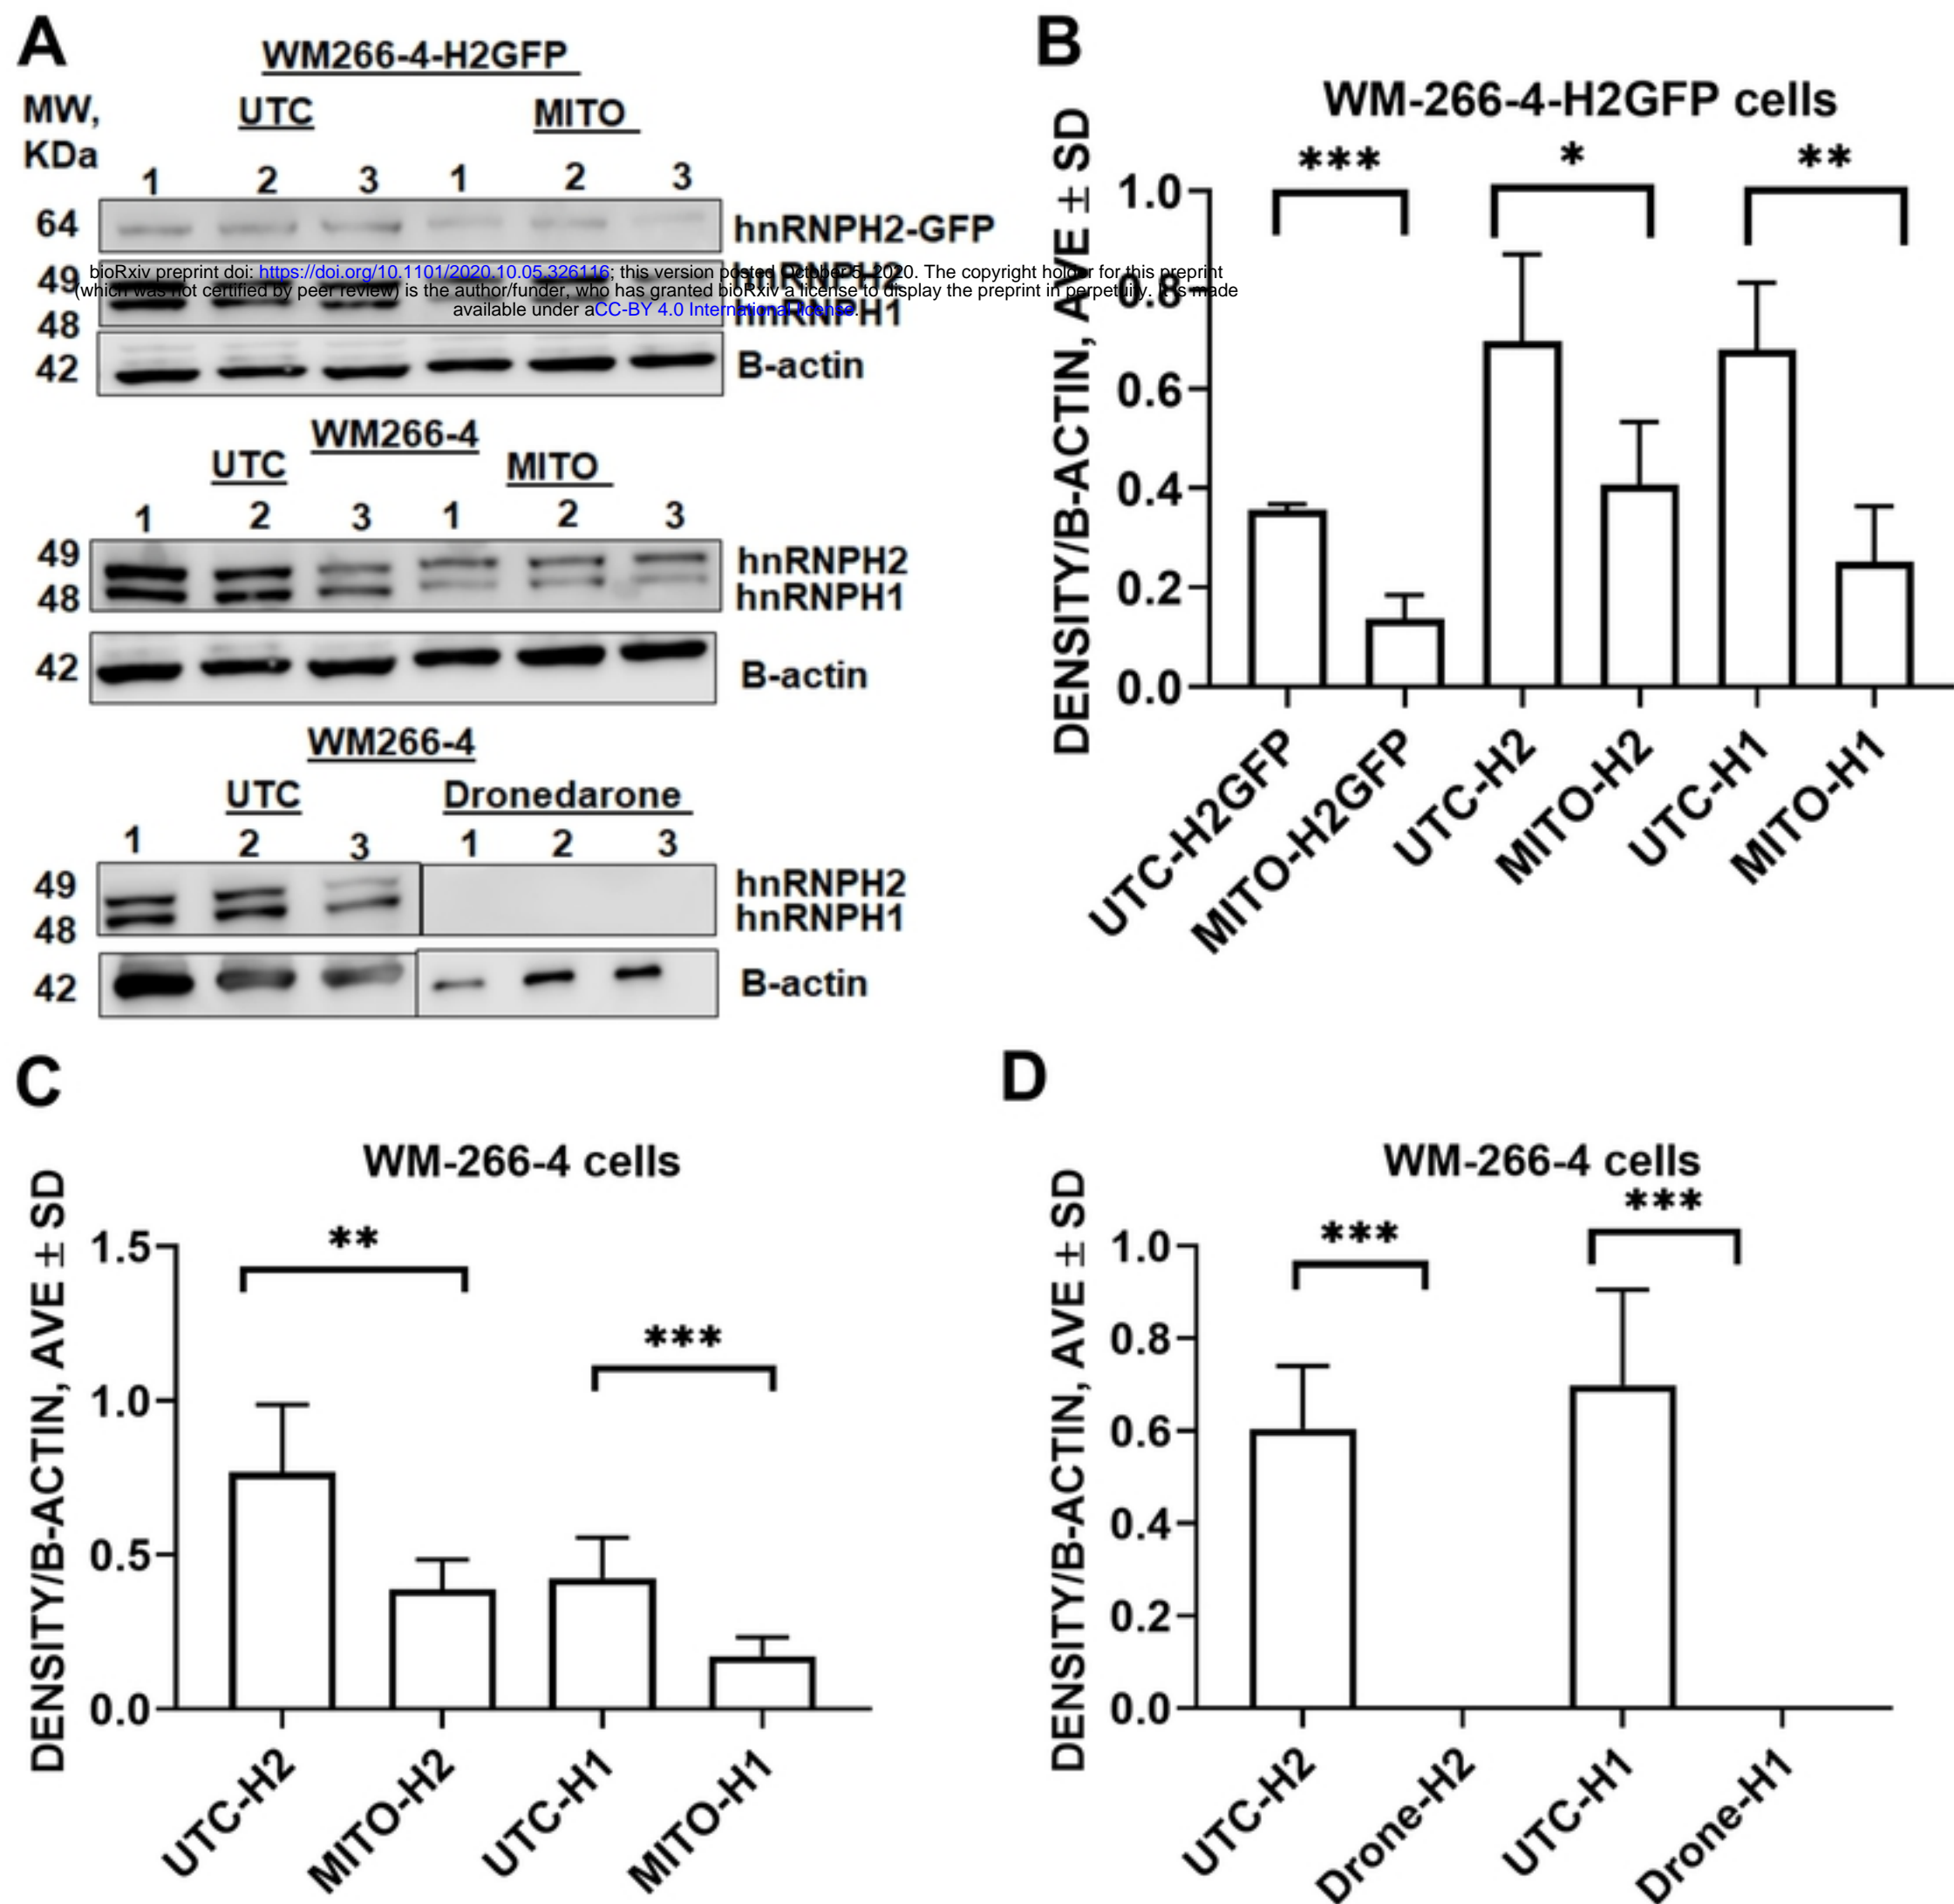 A
WM266-4-H2GFP
MW,
KDa
UTC
MITO
1 2 3 1 2 3
64
hnRNPH2-GFP
49
hnRNPH2
bioRxiv preprint doi: https://doi.org/10.1101/2020.10.05.326116; this version posted October 5, 2020. The copyright holder for this preprint
(which was not certified by peer review) is the author/funder, who has granted bioRxiv a license to display the preprint in perpetuity. It is made
available under aCC-BY 4.0 International license.
48
hnRNPH1
42
B-actin
WM266-4
UTC
MITO
1 2 3 1 2 3
49
hnRNPH2
48
hnRNPH1
42
B-actin
WM266-4
UTC
Dronedarone
1 2 3 1 2 3
49
hnRNPH2
48
hnRNPH1
42
B-actin
B
WM-266-4-H2GFP cells
*** * **
DENSITY/B-ACTIN, AVE ± SD
1.0
0.8
0.6
0.4
0.2
0.0
UTC-H2GFP
MITO-H2GFP
UTC-H2
MITO-H2
UTC-H1
MITO-H1
C
WM-266-4 cells
**
***
DENSITY/B-ACTIN, AVE ± SD
1.5
1.0
0.5
0.0
UTC-H2
MITO-H2
UTC-H1
MITO-H1
D
WM-266-4 cells
***
***
DENSITY/B-ACTIN, AVE ± SD
1.0
0.8
0.6
0.4
0.2
0.0
UTC-H2
Drone-H2
UTC-H1
Drone-H1